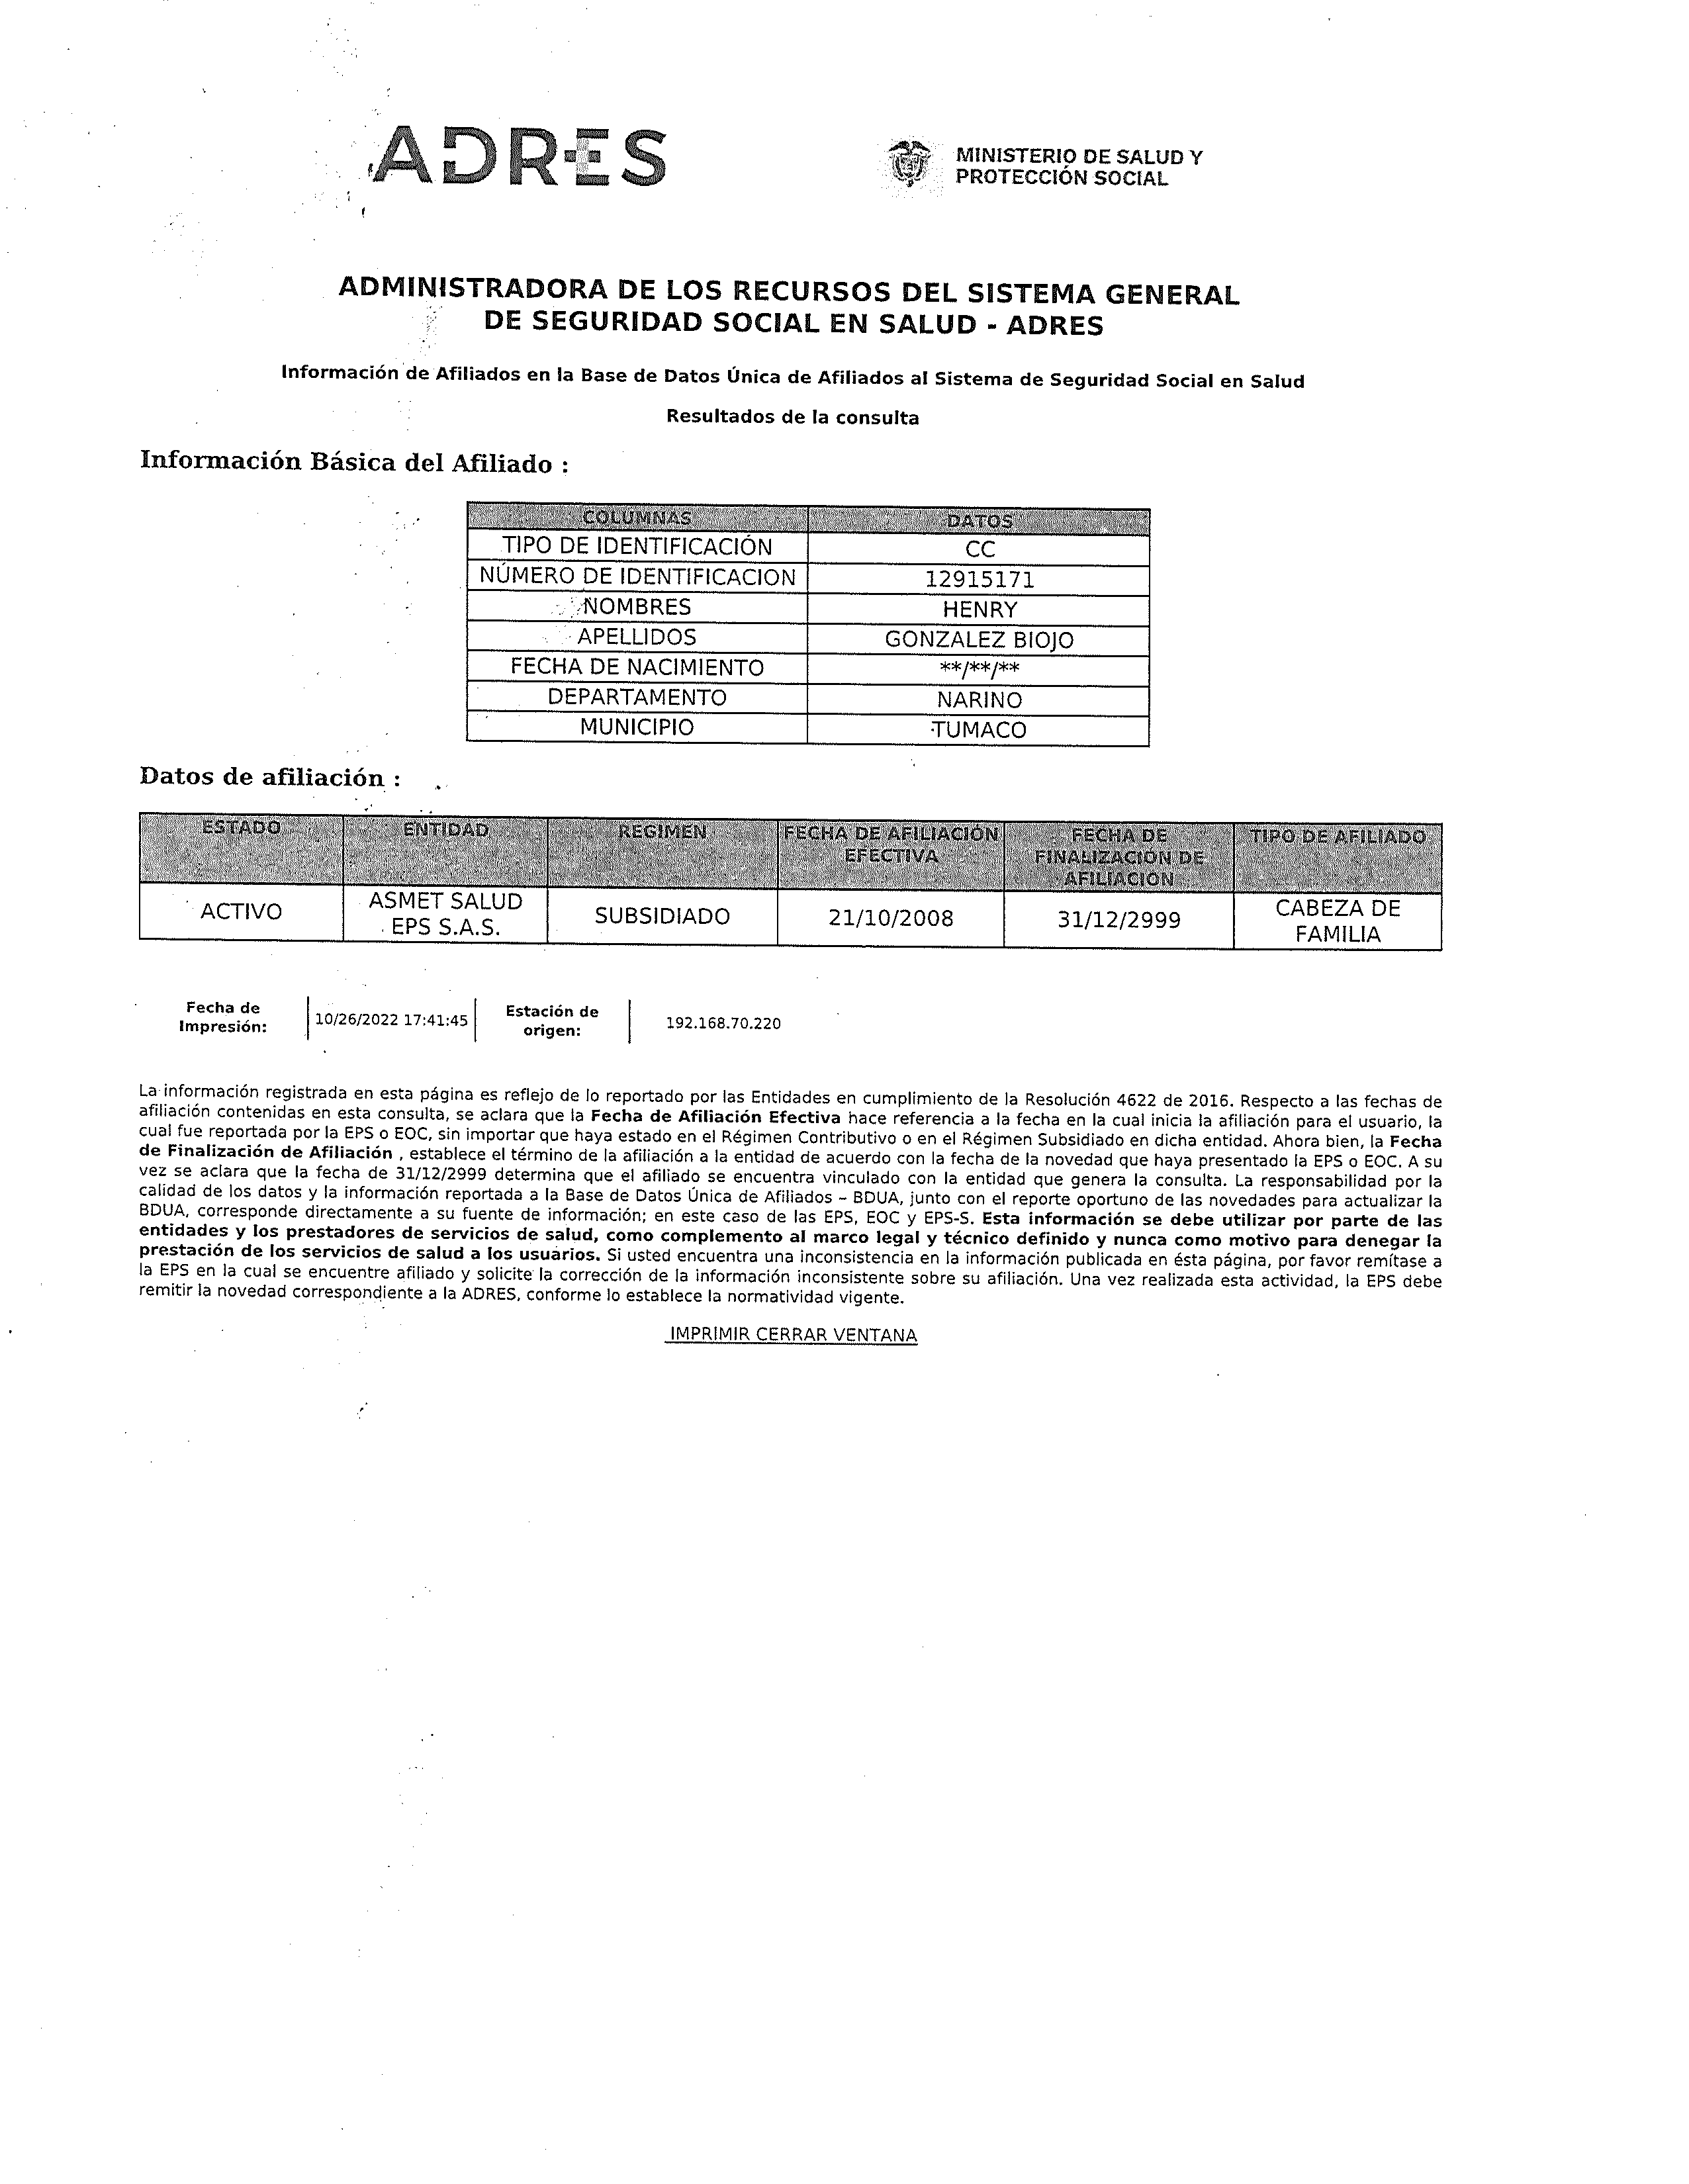 ADRES
MINISTERIO DE SALUD Y
PROTECCIÓN SOCIAL
ADMINISTRADORA DE LOS RECURSOS DEL SISTEMA GENERAL
DE SEGURIDAD SOCIAL EN SALUD - ADRES
Información de Afiliados en la Base de Datos Única de Afiliados al Sistema de Seguridad Social en Salud
Resultados de la consulta
Información Básica del Afiliado :
COLUMNAS DATOS
TIPO DE IDENTIFICACIÓN CC
NÚMERO DE IDENTIFICACION 12915171
NOMBRES HENRY
APELLIDOS GONZALEZ BIOJO
FECHA DE NACIMIENTO **/**/**
DEPARTAMENTO NARINO
MUNICIPIO TUMACO
Datos de afiliación :
ESTADO ENTIDAD REGIMEN FECHA DE AFILIACIÓN EFECTIVA FECHA DE FINALIZACIÓN DE AFILIACIÓN TIPO DE AFILIADO
ACTIVO ASMET SALUD EPS S.A.S. SUBSIDIADO 21/10/2008 31/12/2999 CABEZA DE FAMILIA
Fecha de Impresión: 10/26/2022 17:41:45 Estación de origen: 192.168.70.220
La información registrada en esta página es reflejo de lo reportado por las Entidades en cumplimiento de la Resolución 4622 de 2016. Respecto a las fechas de
afiliación contenidas en esta consulta, se aclara que la Fecha de Afiliación Efectiva hace referencia a la fecha en la cual inicia la afiliación para el usuario, la
cual fue reportada por la EPS o EOC, sin importar que haya estado en el Régimen Contributivo o en el Régimen Subsidiado en dicha entidad. Ahora bien, la Fecha
de Finalización de Afiliación , establece el término de la afiliación a la entidad de acuerdo con la fecha de la novedad que haya presentado la EPS o EOC. A su
vez se aclara que la fecha de 31/12/2999 determina que el afiliado se encuentra vinculado con la entidad que genera la consulta. La responsabilidad por la
calidad de los datos y la información reportada a la Base de Datos Única de Afiliados – BDUA, junto con el reporte oportuno de las novedades para actualizar la
BDUA, corresponde directamente a su fuente de información; en este caso de las EPS, EOC y EPS-S. Esta información se debe utilizar por parte de las
entidades y los prestadores de servicios de salud, como complemento al marco legal y técnico definido y nunca como motivo para denegar la
prestación de los servicios de salud a los usuarios. Si usted encuentra una inconsistencia en la información publicada en ésta página, por favor remítase a
la EPS en la cual se encuentre afiliado y solicite la corrección de la información inconsistente sobre su afiliación. Una vez realizada esta actividad, la EPS debe
remitir la novedad correspondiente a la ADRES, conforme lo establece la normatividad vigente.
IMPRIMIR CERRAR VENTANA